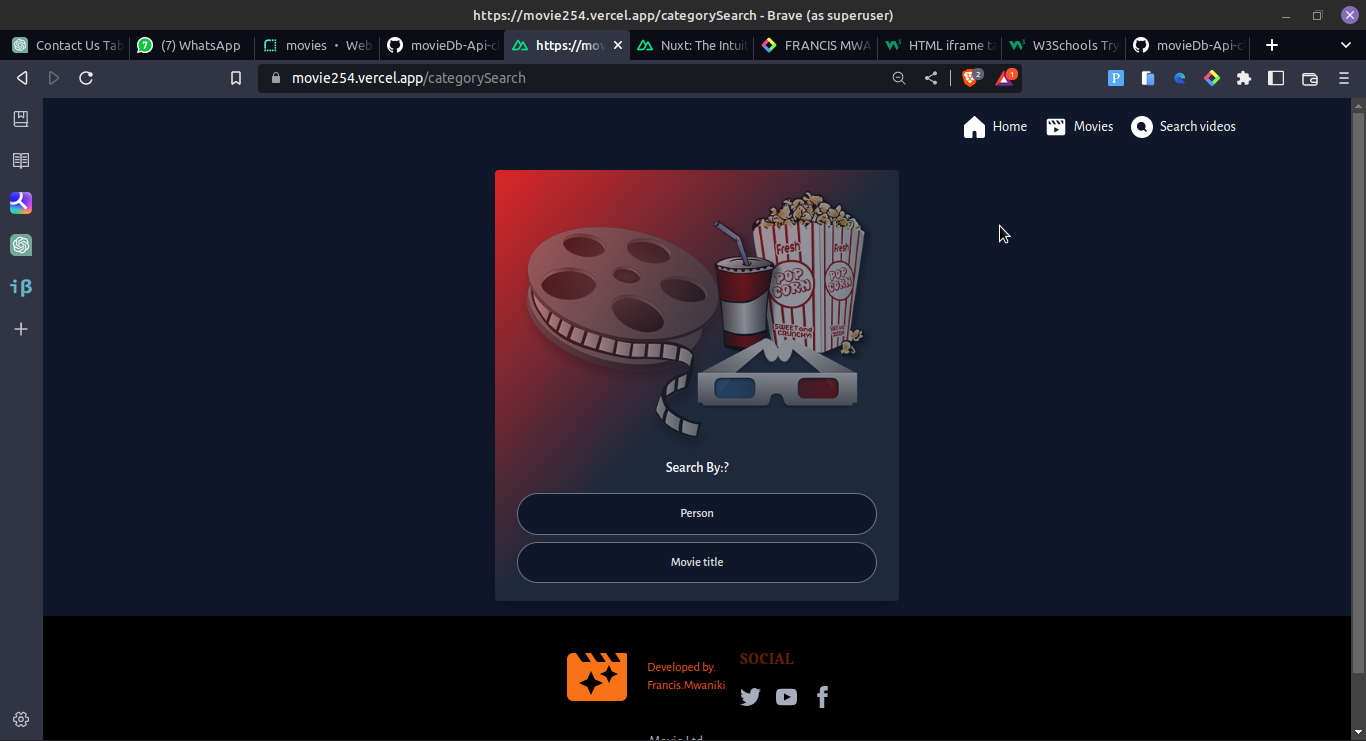 https://movie254.vercel.app/categorySearch - Brave (as superuser)
Contact Us Tab
(7) WhatsApp
movies • Web
movieDb-Api-c
https://mov
Nuxt: The Intuit
FRANCIS MWA
HTML iframe ta
W3Schools Try
movieDb-Api-c
movie254.vercel.app/categorySearch
2
1
Home
Movies
Search videos
Fresh
Fresh
POP
CORN
POP
CORN
SWEET and
CRUNCHY!
Search By:?
Person
Movie title
Developed by.
Francis.Mwaniki
SOCIAL
Movie Ltd